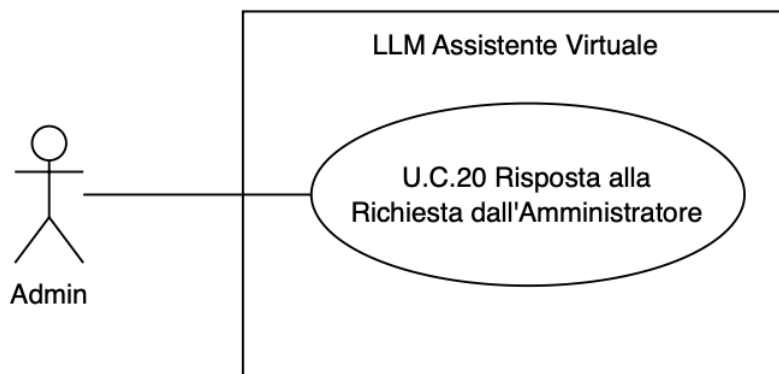 LLM Assistente Virtuale
U.C.20 Risposta alla
Richiesta dall'Amministratore
Admin